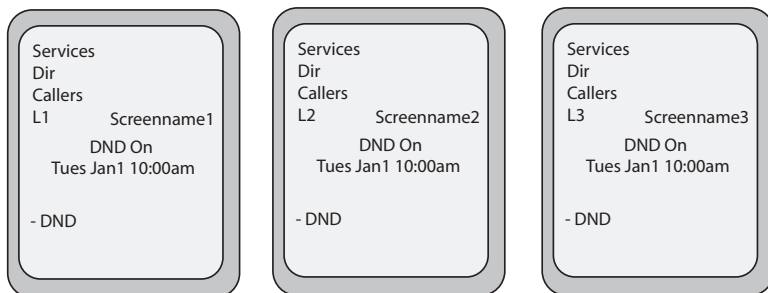 Services
Dir
Callers
L1 Screenname1
DND On
Tues Jan1 10:00am
- DND
Services
Dir
Callers
L2 Screenname2
DND On
Tues Jan1 10:00am
- DND
Services
Dir
Callers
L3 Screenname3
DND On
Tues Jan1 10:00am
- DND